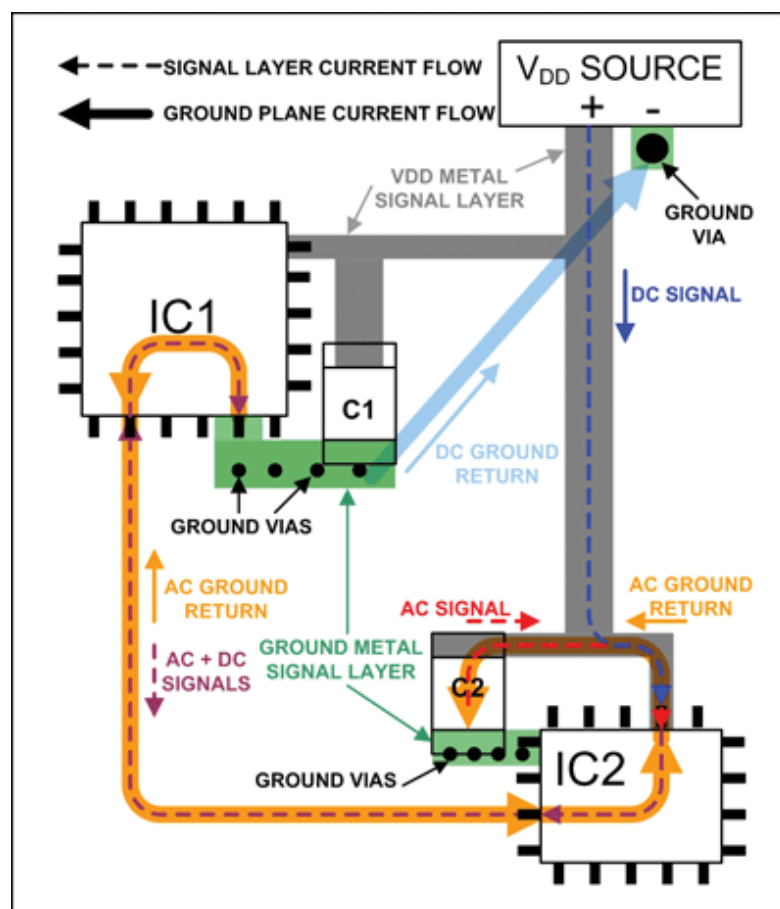 SIGNAL LAYER CURRENT FLOW
GROUND PLANE CURRENT FLOW
VDD SOURCE
+ -
VDD METAL
SIGNAL LAYER
GROUND
VIA
DC SIGNAL
IC1
C1
DC GROUND
RETURN
GROUND VIAS
AC GROUND
RETURN
AC + DC
SIGNALS
GROUND METAL
SIGNAL LAYER
AC SIGNAL
AC GROUND
RETURN
C2
GROUND VIAS
IC2